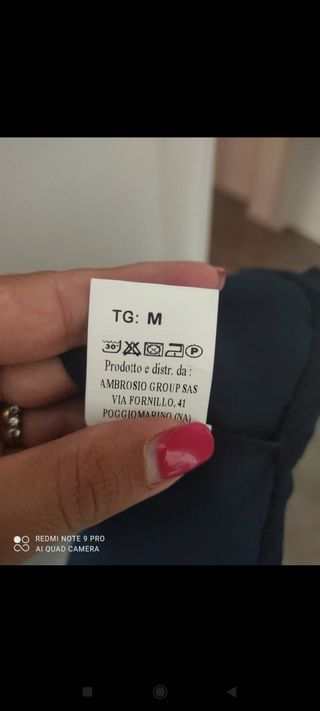 TG: M
30° P
Prodotto e distr. da :
AMBROSIO GROUP SAS
VIA FORNILLO, 41
POGGIOMARINO (NA)
REDMI NOTE 9 PRO
AI QUAD CAMERA